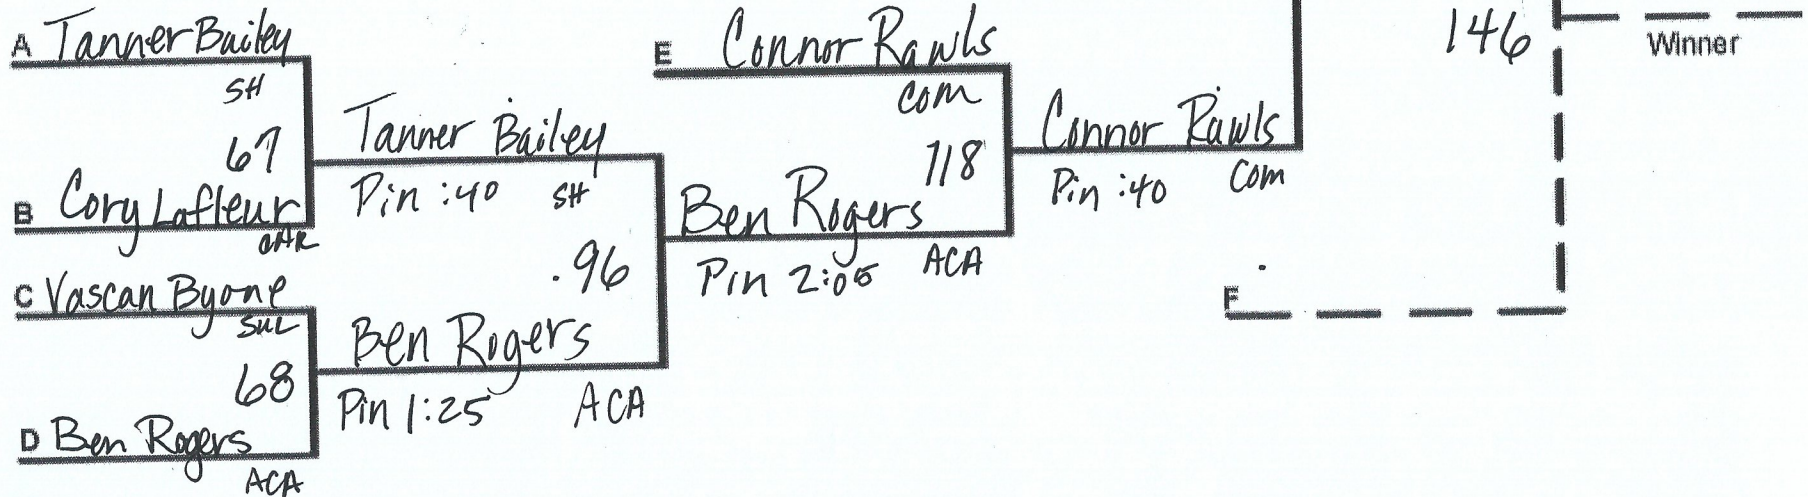 A Tanner Bailey
SH
67
B Cory Lafleur
CAR
C Vascan Byone
SUL
68
D Ben Rogers
ACA
Tanner Bailey
Pin :40 SH
.96
Ben Rogers
Pin 1:25 ACA
E Connor Rawls
Com
118
Ben Rogers
Pin 2:05 ACA
Connor Rawls
Pin :40 Com
146
Winner
F